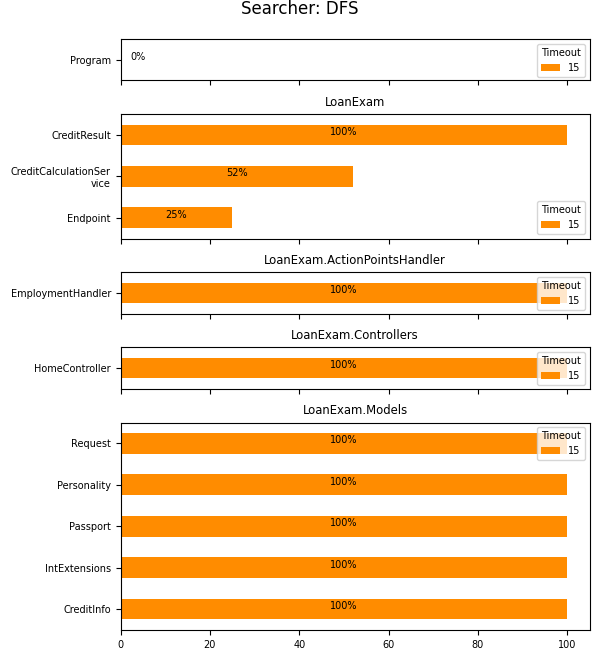 Searcher: DFS
Program
0%
Timeout
15
LoanExam
CreditResult
100%
CreditCalculationSer
vice
52%
Endpoint
25%
Timeout
15
LoanExam.ActionPointsHandler
EmploymentHandler
100%
Timeout
15
LoanExam.Controllers
HomeController
100%
Timeout
15
LoanExam.Models
Request
100%
Timeout
15
Personality
100%
Passport
100%
IntExtensions
100%
CreditInfo
100%
0 20 40 60 80 100